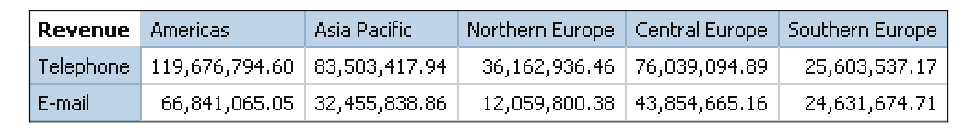 Revenue Americas Asia Pacific Northern Europe Central Europe Southern Europe
Telephone 119,676,794.60 83,503,417.94 36,162,936.46 76,039,094.89 25,603,537.17
E-mail 66,841,065.05 32,455,838.86 12,059,800.38 43,854,665.16 24,631,674.71